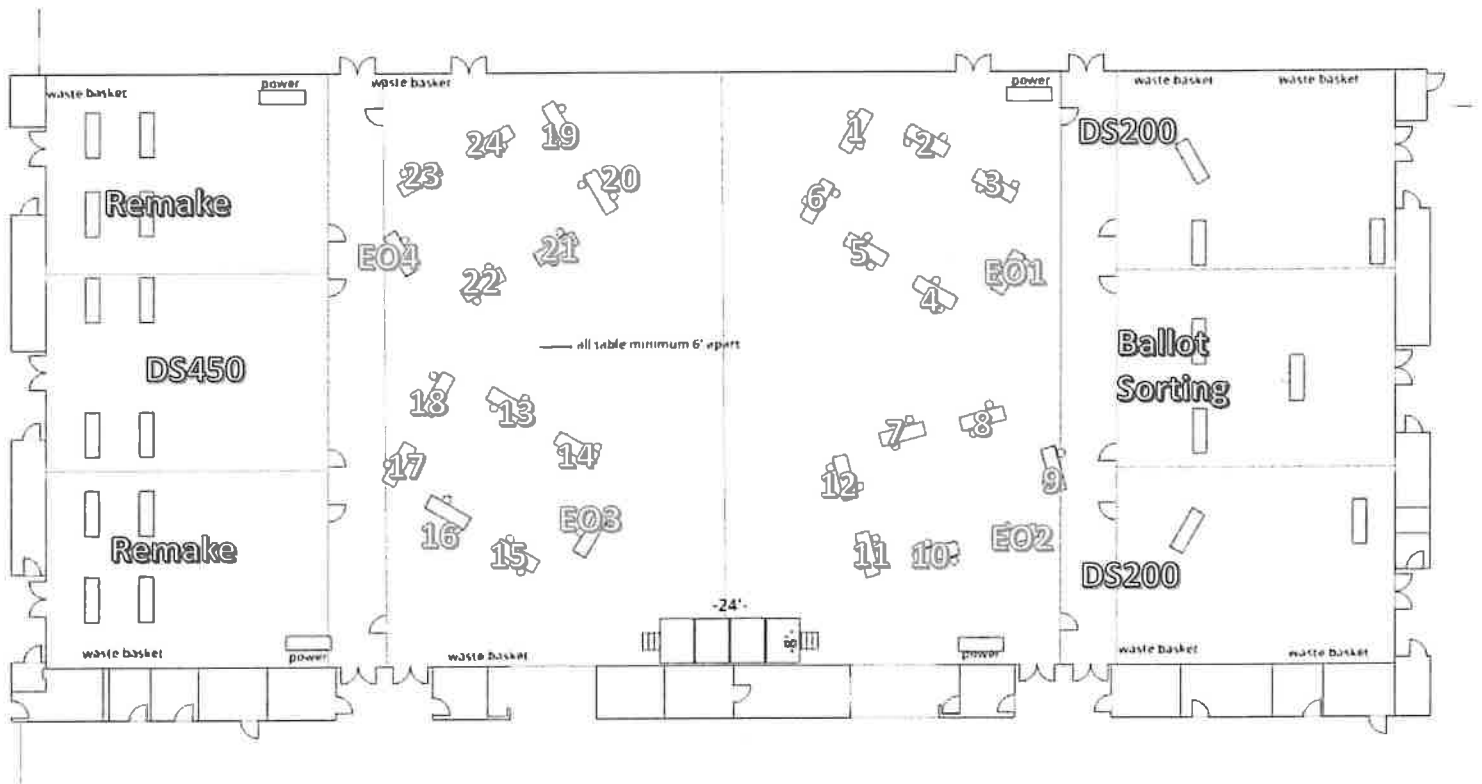 waste basket
power
waste basket
power
waste basket
waste basket
Remake
23
24
19
20
EO4
22
21
1
2
3
6
5
4
EO1
DS200
all table minimum 6' apart
DS450
18
13
14
17
16
15
EO3
7
8
9
12
11
10
EO2
Ballot
Sorting
Remake
DS200
-24'-
8'-
waste basket
power
waste basket
power
waste basket
waste basket